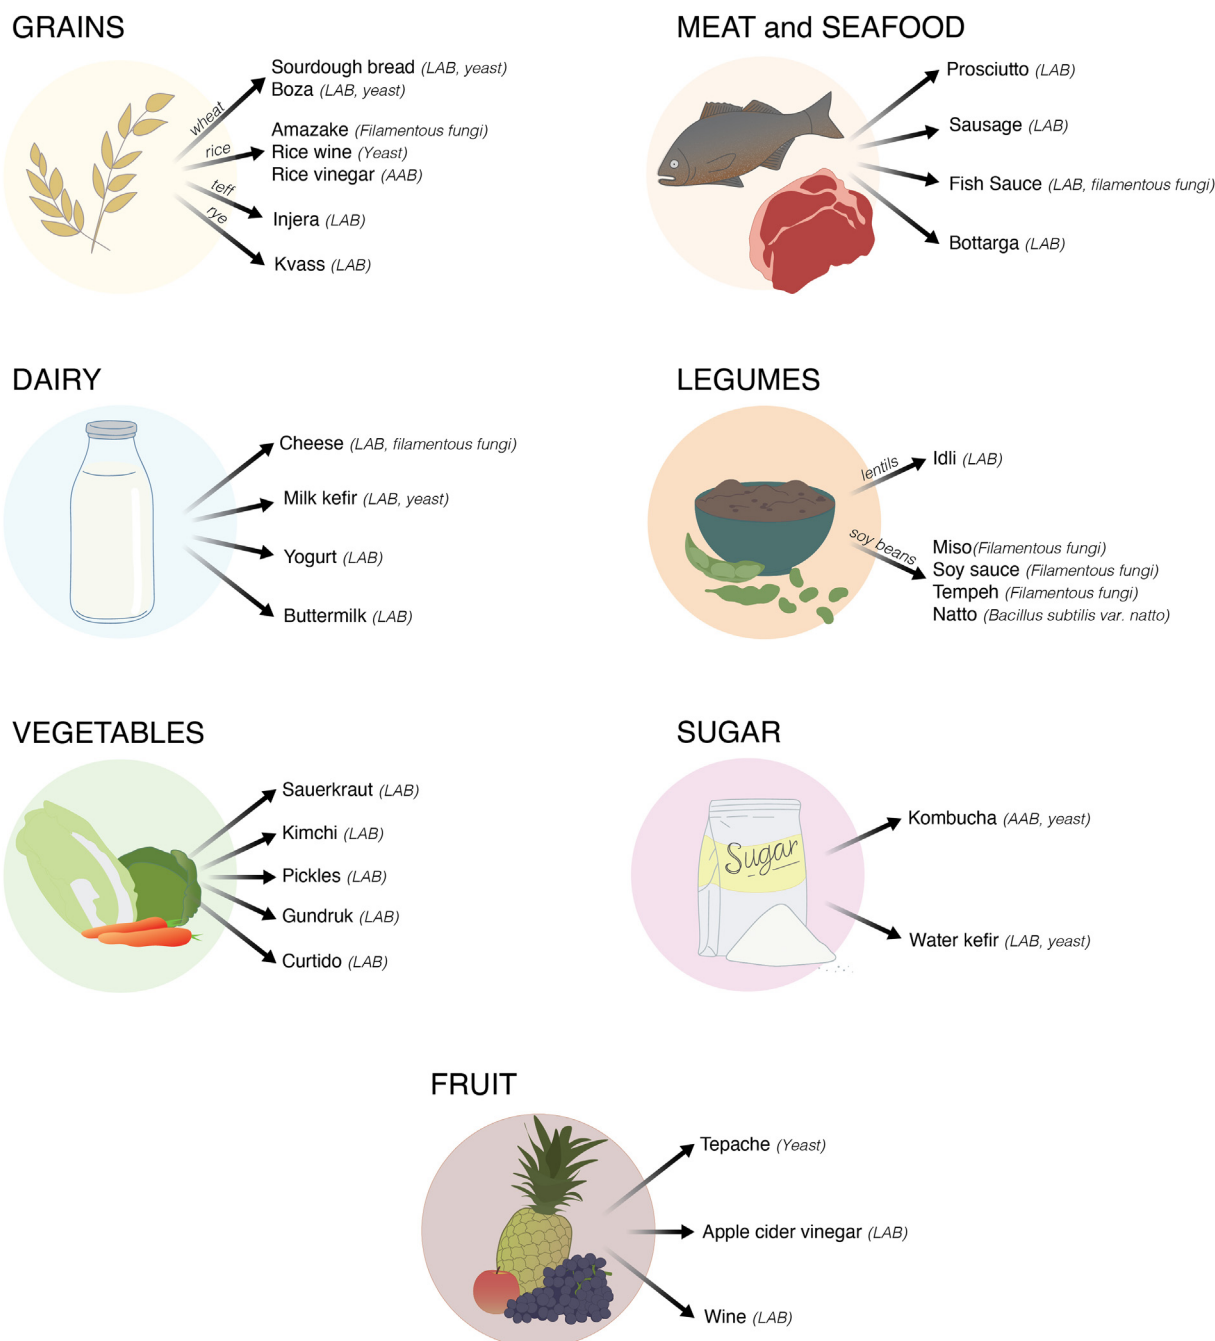 GRAINS
wheat
Sourdough bread (LAB, yeast)
Boza (LAB, yeast)
rice
Amazake (Filamentous fungi)
Rice wine (Yeast)
Rice vinegar (AAB)
teff
Injera (LAB)
rye
Kvass (LAB)
MEAT and SEAFOOD
Prosciutto (LAB)
Sausage (LAB)
Fish Sauce (LAB, filamentous fungi)
Bottarga (LAB)
DAIRY
Cheese (LAB, filamentous fungi)
Milk kefir (LAB, yeast)
Yogurt (LAB)
Buttermilk (LAB)
LEGUMES
lentils
Idli (LAB)
soy beans
Miso(Filamentous fungi)
Soy sauce (Filamentous fungi)
Tempeh (Filamentous fungi)
Natto (Bacillus subtilis var. natto)
VEGETABLES
Sauerkraut (LAB)
Kimchi (LAB)
Pickles (LAB)
Gundruk (LAB)
Curtido (LAB)
SUGAR
Sugar
Kombucha (AAB, yeast)
Water kefir (LAB, yeast)
FRUIT
Tepache (Yeast)
Apple cider vinegar (LAB)
Wine (LAB)